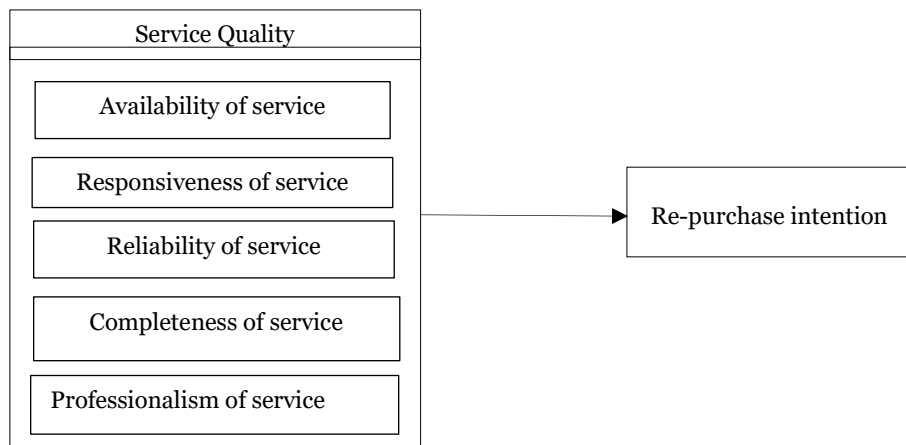 Service Quality
Availability of service
Responsiveness of service
Reliability of service
Completeness of service
Professionalism of service
Re-purchase intention